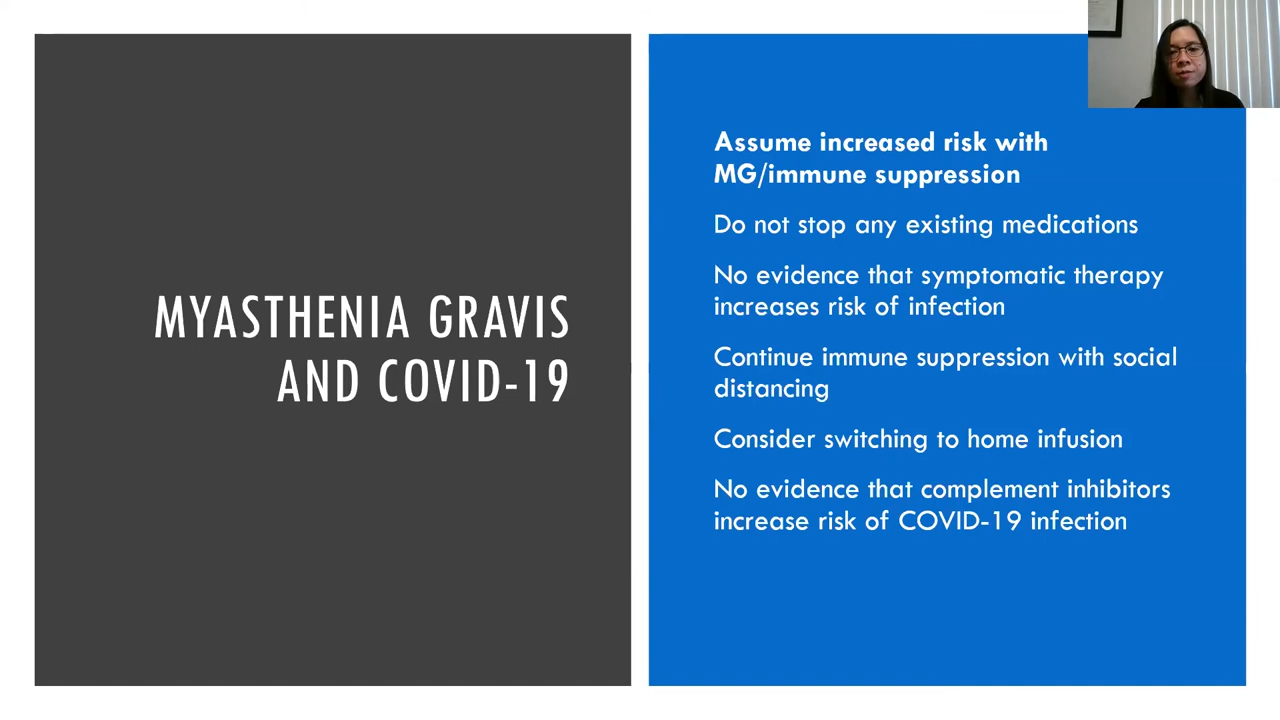 MYASTHENIA GRAVIS
AND COVID-19
Assume increased risk with
MG/immune suppression
Do not stop any existing medications
No evidence that symptomatic therapy
increases risk of infection
Continue immune suppression with social
distancing
Consider switching to home infusion
No evidence that complement inhibitors
increase risk of COVID-19 infection